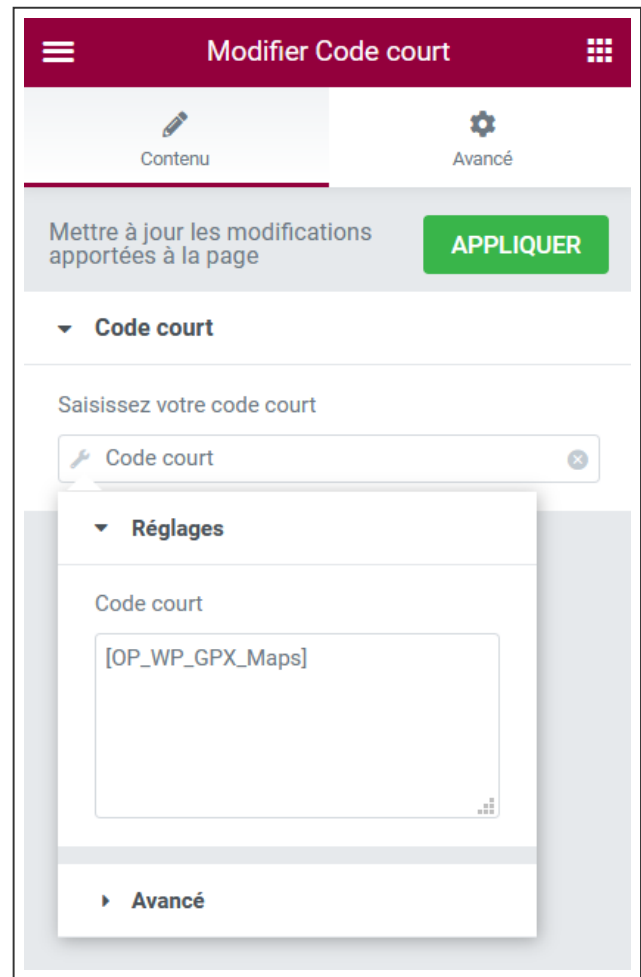 Modifier Code court
Contenu
Avancé
Mettre à jour les modifications
apportées à la page
APPLIQUER
Code court
Saisissez votre code court
Code court
Réglages
Code court
[OP_WP_GPX_Maps]
Avancé